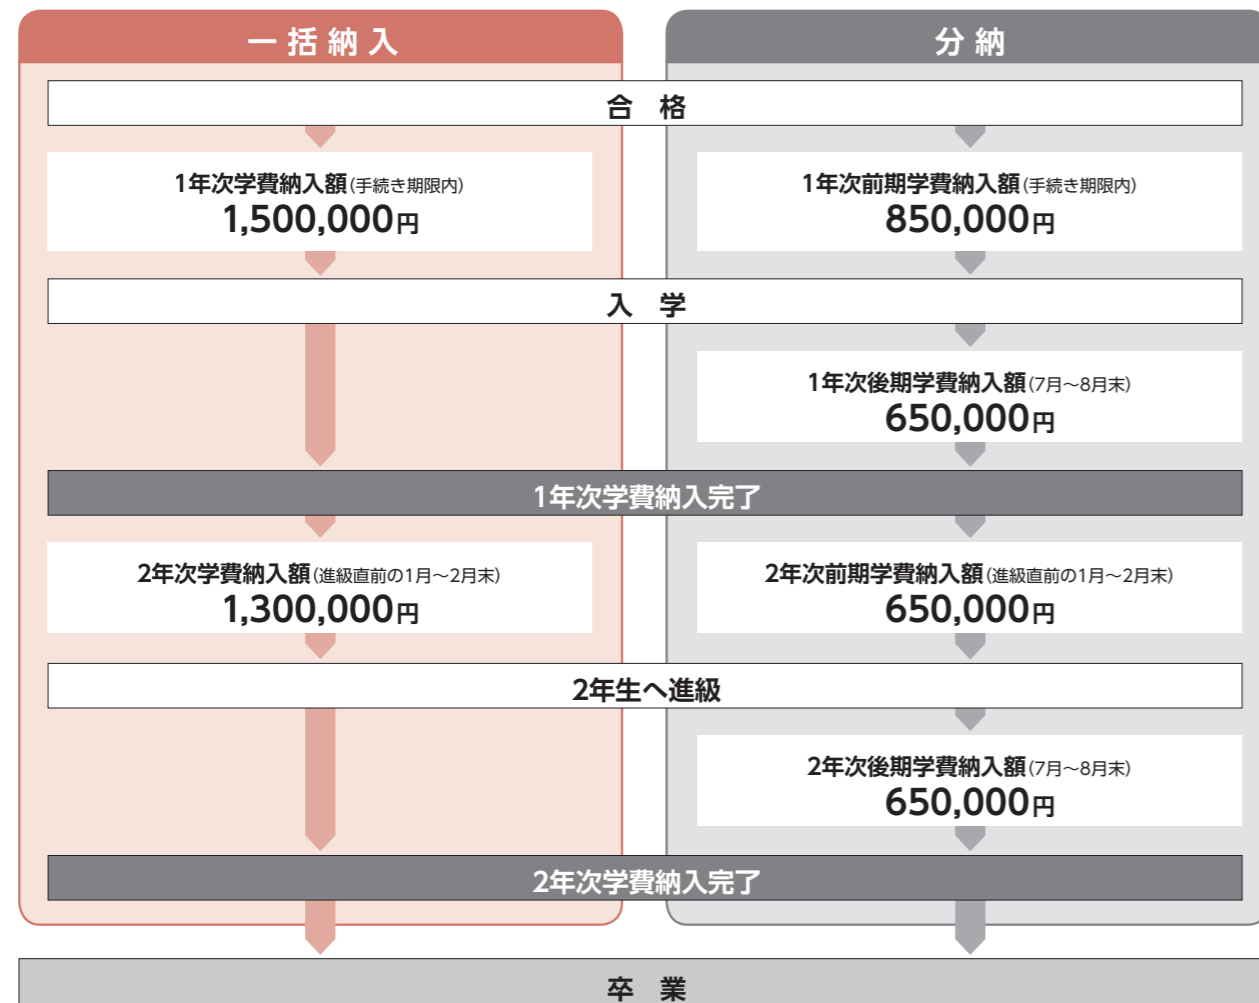 一括納入
分納
合 格
1年次学費納入額(手続き期限内)
1,500,000円
1年次前期学費納入額(手続き期限内)
850,000円
入 学
1年次後期学費納入額(7月～8月末)
650,000円
1年次学費納入完了
2年次学費納入額(進級直前の1月～2月末)
1,300,000円
2年次前期学費納入額(進級直前の1月～2月末)
650,000円
2年生へ進級
2年次後期学費納入額(7月～8月末)
650,000円
2年次学費納入完了
卒 業